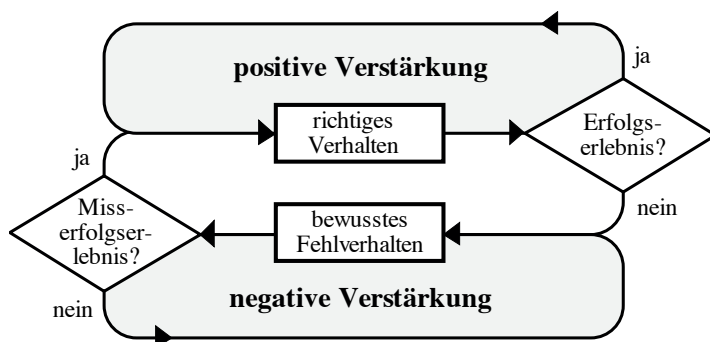 positive Verstärkung
ja
richtiges
Verhalten
Erfolgs-
erlebnis?
ja
Miss-
erfolgser-
lebnis?
bewusstes
Fehlverhalten
nein
nein
negative Verstärkung